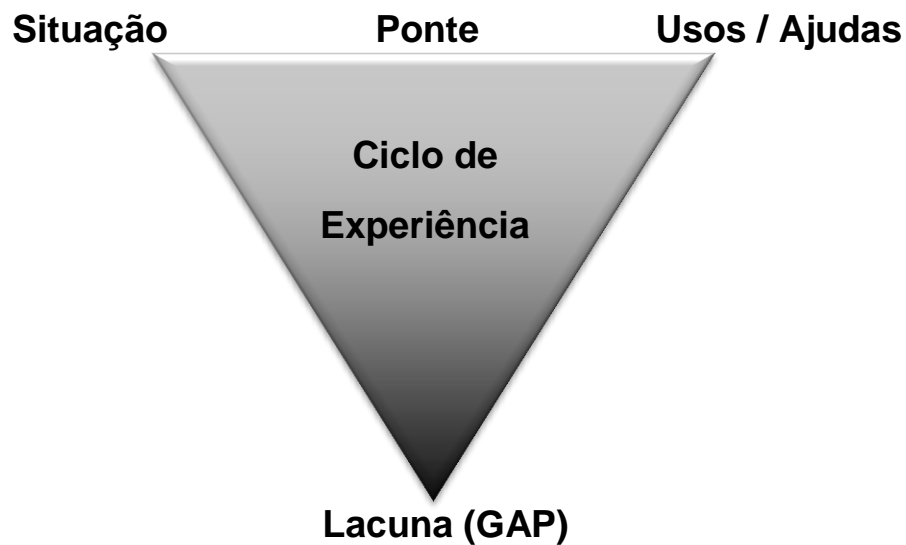 Situação Ponte Usos / Ajudas
Ciclo de
Experiência
Lacuna (GAP)